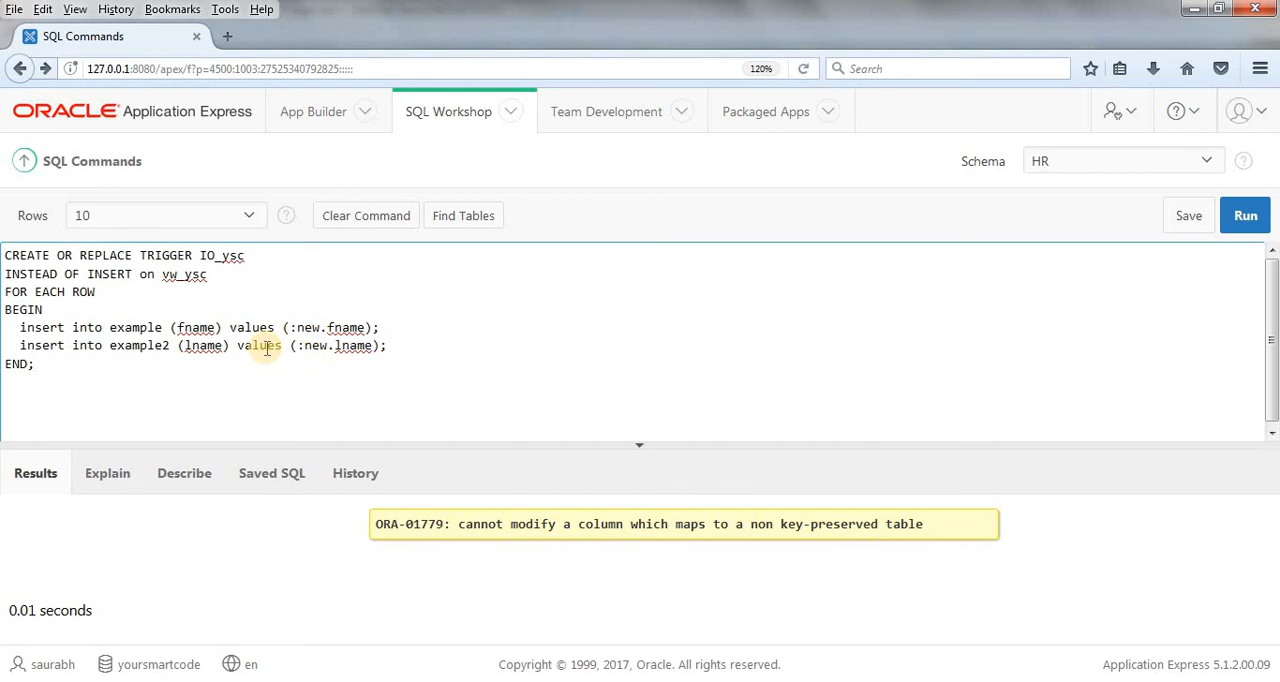 File Edit View History Bookmarks Tools Help
SQL Commands
127.0.0.1:8080/apex/f?p=4500:1003:27525340792825::::: 120% Search
ORACLE Application Express App Builder SQL Workshop Team Development Packaged Apps
SQL Commands Schema HR
Rows 10 Clear Command Find Tables Save Run
CREATE OR REPLACE TRIGGER IO_ysc
INSTEAD OF INSERT on vw_ysc
FOR EACH ROW
BEGIN
insert into example (fname) values (:new.fname);
insert into example2 (lname) values (:new.lname);
END;
Results Explain Describe Saved SQL History
ORA-01779: cannot modify a column which maps to a non key-preserved table
0.01 seconds
saurabh yoursmartcode en Copyright © 1999, 2017, Oracle. All rights reserved. Application Express 5.1.2.00.09